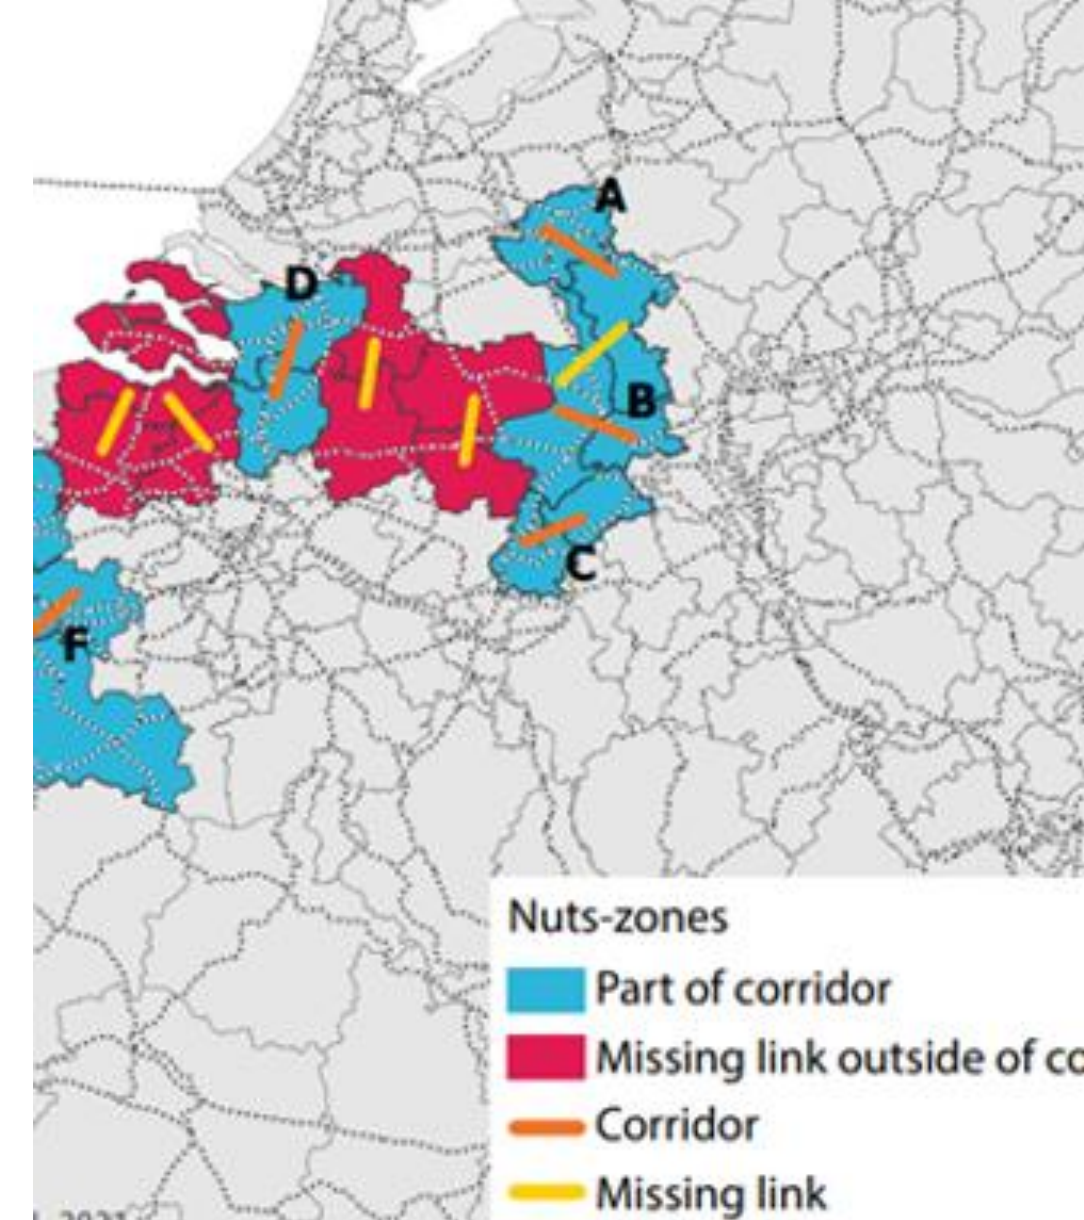 A
D
B
C
F
Nuts-zones
Part of corridor
Missing link outside of co
Corridor
Missing link